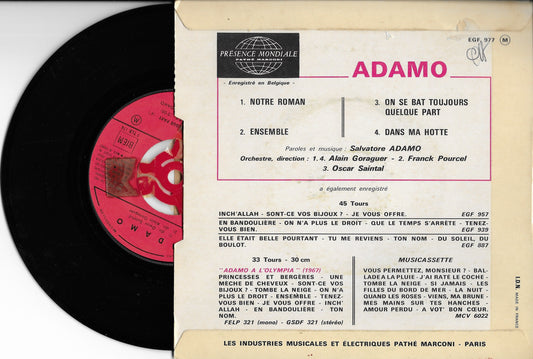 EGF 977 M
PRÉSENCE MONDIALE
PATHÉ MARCONI
- Enregistré en Belgique -
ADAMO
1. NOTRE ROMAN
2. ENSEMBLE
3. ON SE BAT TOUJOURS
QUELQUE PART
4. DANS MA HOTTE
Paroles et musique : Salvatore ADAMO
Orchestre, direction : 1.4. Alain Goraguer - 2. Franck Pourcel
3. Oscar Saintal
a également enregistré
45 Tours
INCH'ALLAH - SONT-CE VOS BIJOUX ? - JE VOUS OFFRE.
EGF 957
EN BANDOULIÈRE - ON N'A PLUS LE DROIT - QUE LE TEMPS S'ARRÊTE - TENEZ-
VOUS BIEN.
EGF 939
ELLE ÉTAIT BELLE POURTANT - TU ME REVIENS - TON NOM - DU SOLEIL, DU
BOULOT.
EGF 887
33 Tours - 30 cm
"ADAMO A L'OLYMPIA" (1967)
PRINCESSES ET BERGÈRES - UNE
MÈCHE DE CHEVEUX - SONT-CE VOS
BIJOUX ? - TOMBE LA NEIGE - ON N'A
PLUS LE DROIT - ENSEMBLE - TENEZ-
VOUS BIEN - JE VOUS OFFRE - INCH'
ALLAH - EN BANDOULIÈRE - TON
NOM.
FELP 321 (mono) - GSDF 321 (stéréo)
MUSICASSETTE
VOUS PERMETTEZ, MONSIEUR ? - BAL-
LADE A LA PLUIE - J'AI RATÉ LE COCHE -
TOMBE LA NEIGE - SI JAMAIS - LES
FILLES DU BORD DE MER - LA NUIT -
QUAND LES ROSES - VIENS, MA BRUNE -
MES MAINS SUR TES HANCHES -
AMOUR PERDU - A VOT' BON CŒUR.
MCV 6022
I.D.N. MADE IN FRANCE
LES INDUSTRIES MUSICALES ET ÉLECTRIQUES PATHÉ MARCONI - PARIS
ADAMO
BIEM